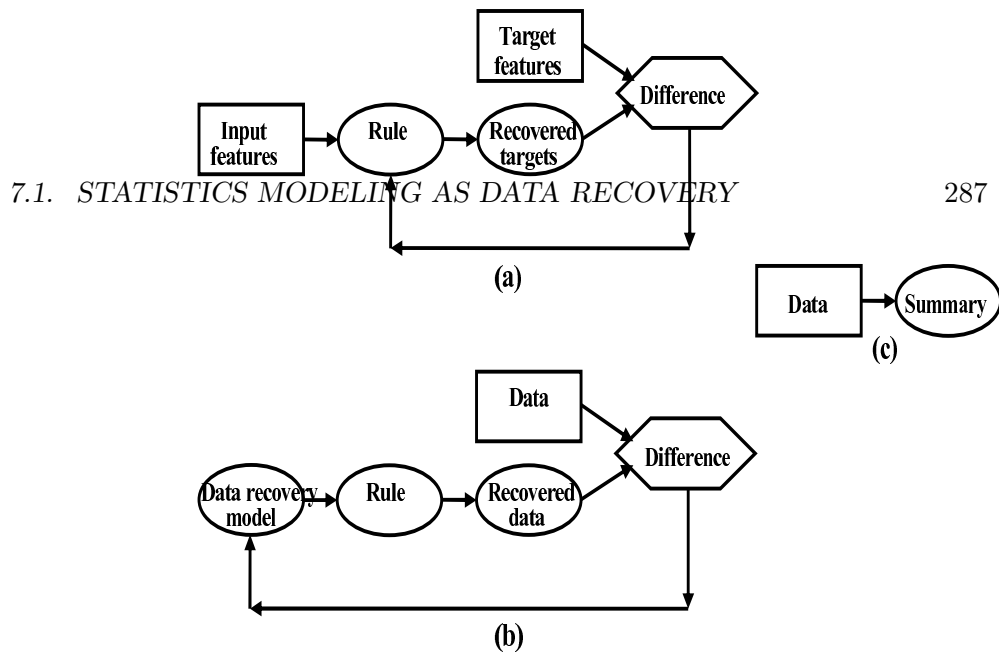 Target
features
Difference
Input
features
Rule
Recovered
targets
7.1. STATISTICS MODELING AS DATA RECOVERY 287
(a)
Data
Summary
(c)
Data
Difference
Data recovery
model
Rule
Recovered
data
(b)